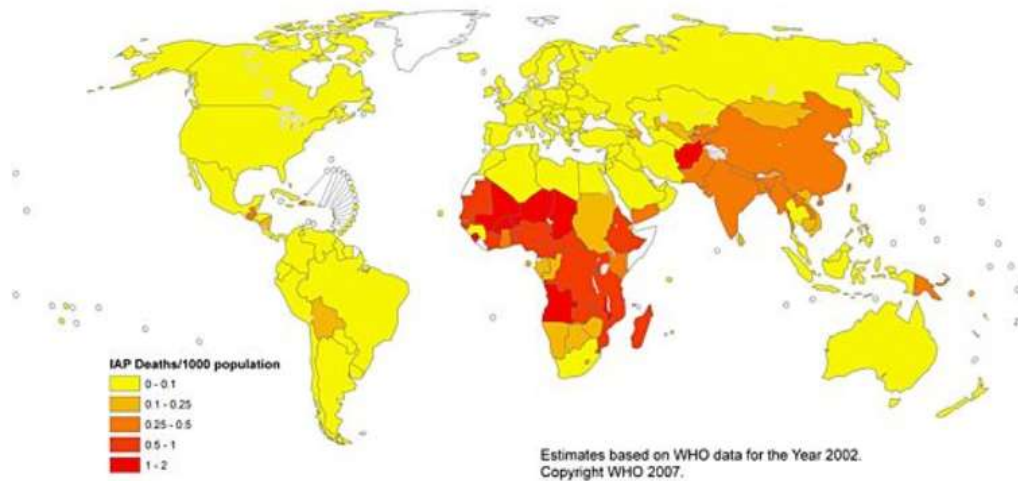 IAP Deaths/1000 population
0 - 0.1
0.1 - 0.25
0.25 - 0.5
0.5 - 1
1 - 2
Estimates based on WHO data for the Year 2002.
Copyright WHO 2007.